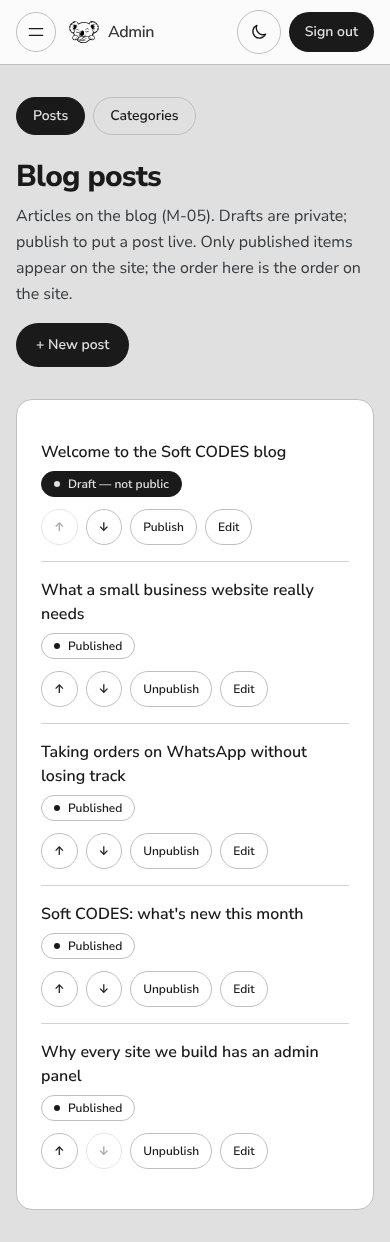 Admin
Sign out
Posts
Categories
Blog posts
Articles on the blog (M-05). Drafts are private;
publish to put a post live. Only published items
appear on the site; the order here is the order on
the site.
+ New post
Welcome to the Soft CODES blog
Draft — not public
↑ ↓ Publish Edit
What a small business website really
needs
Published
↑ ↓ Unpublish Edit
Taking orders on WhatsApp without
losing track
Published
↑ ↓ Unpublish Edit
Soft CODES: what's new this month
Published
↑ ↓ Unpublish Edit
Why every site we build has an admin
panel
Published
↑ ↓ Unpublish Edit